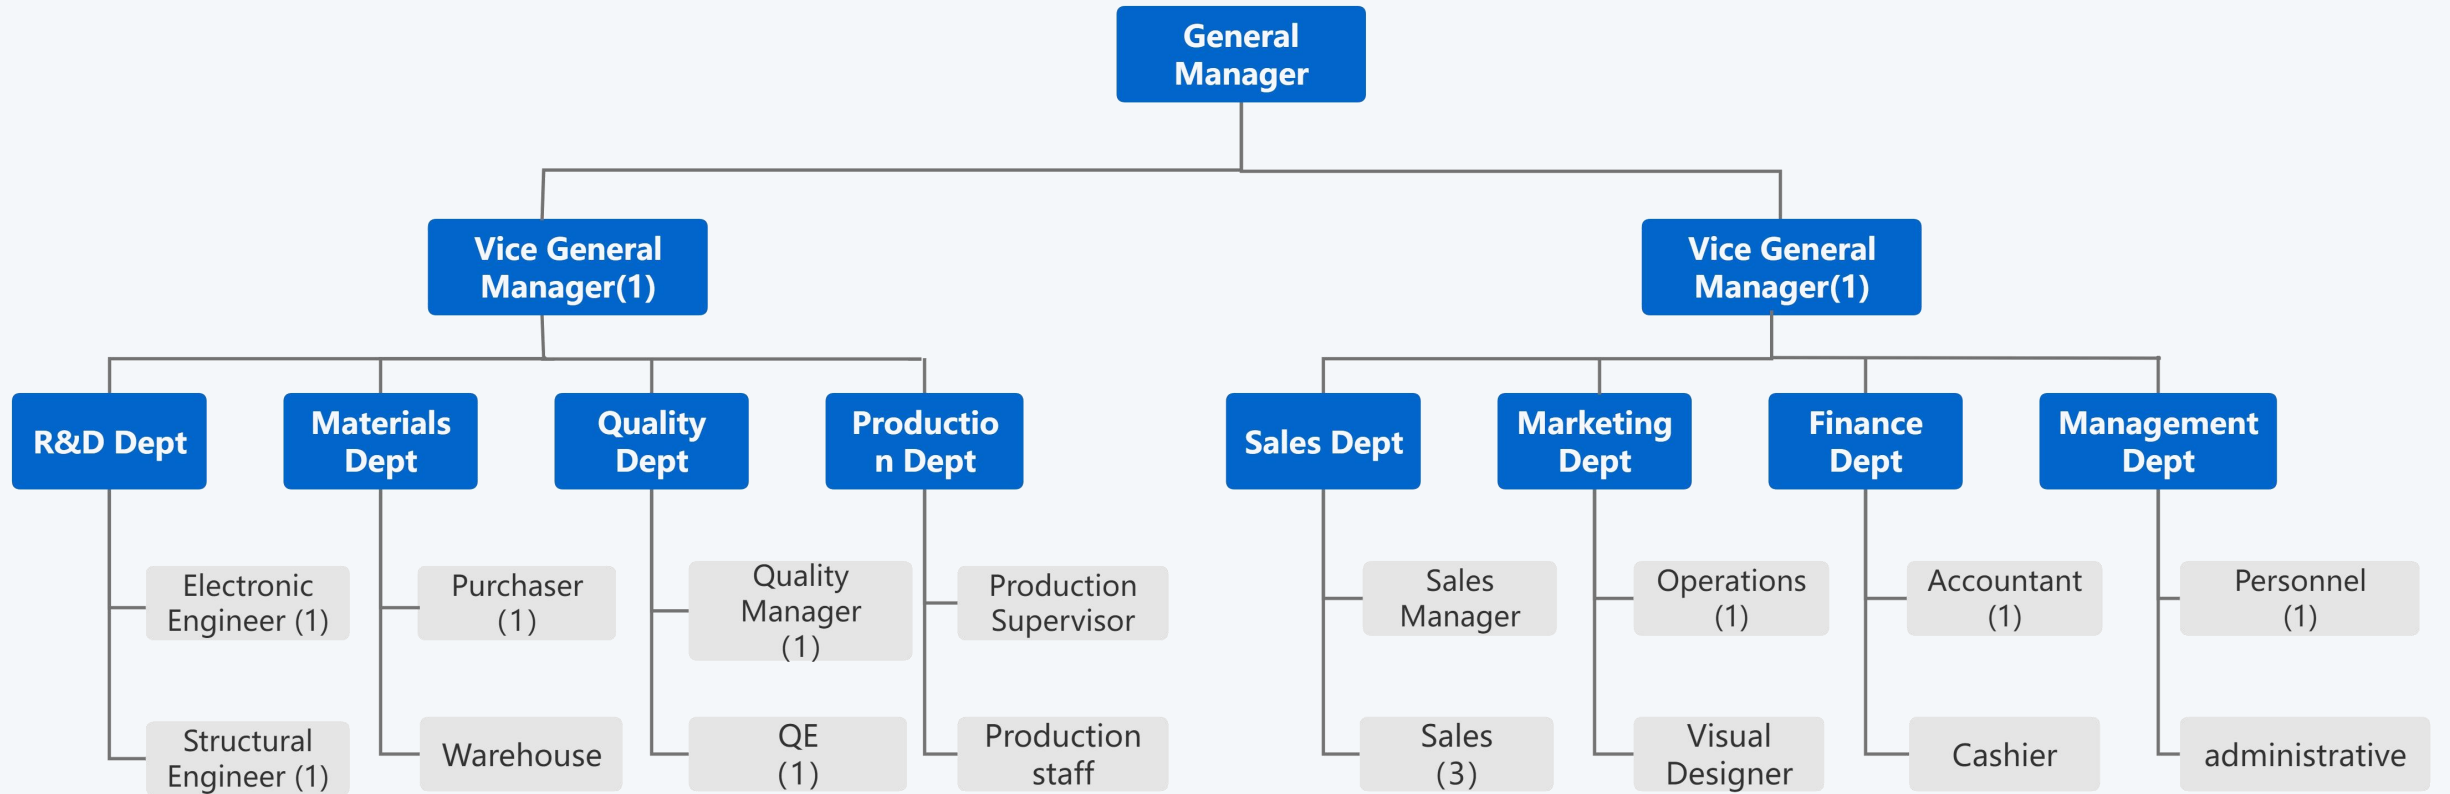 General
Manager
Vice General
Manager(1)
Vice General
Manager(1)
R&D Dept
Materials
Dept
Quality
Dept
Productio
n Dept
Sales Dept
Marketing
Dept
Finance
Dept
Management
Dept
Electronic
Engineer (1)
Purchaser
(1)
Quality
Manager
(1)
Production
Supervisor
Sales
Manager
Operations
(1)
Accountant
(1)
Personnel
(1)
Structural
Engineer (1)
Warehouse
QE
(1)
Production
staff
Sales
(3)
Visual
Designer
Cashier
administrative